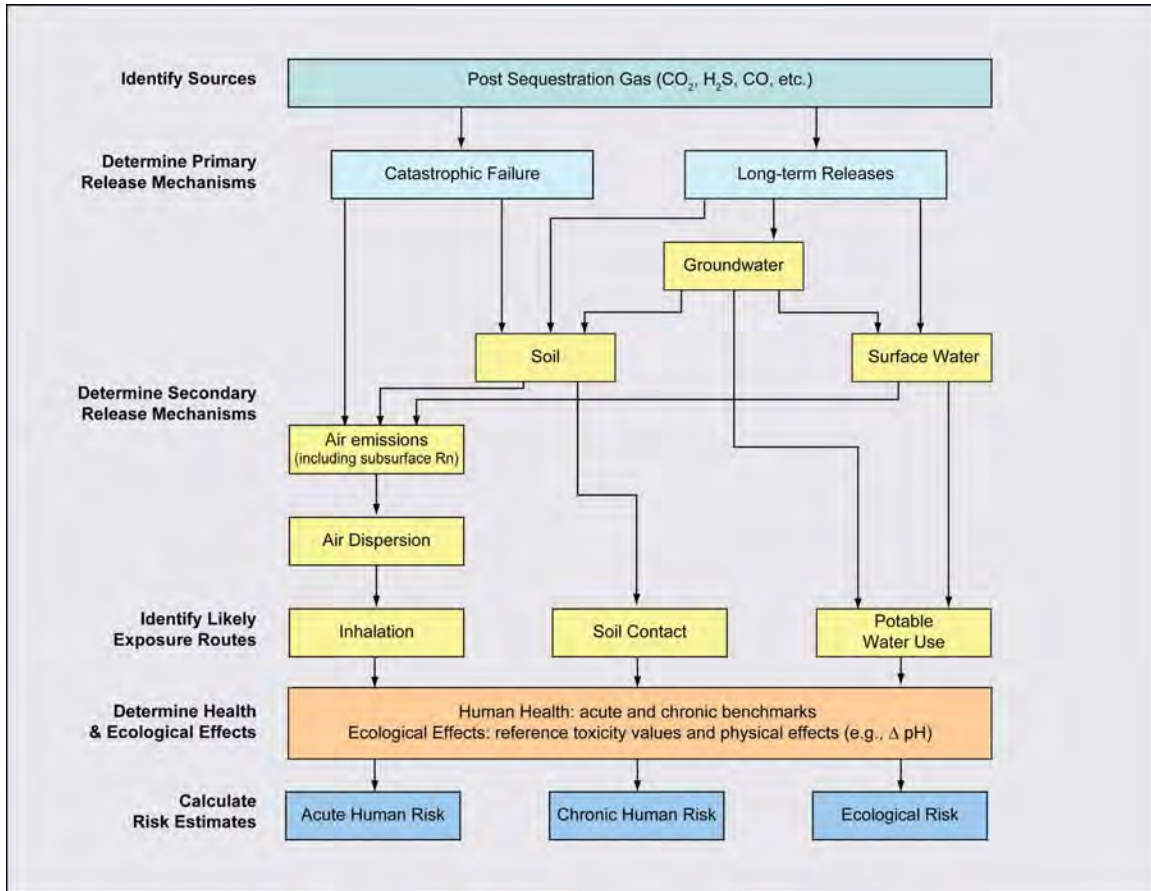 Identify Sources
Post Sequestration Gas (CO₂, H₂S, CO, etc.)
Determine Primary
Release Mechanisms
Catastrophic Failure
Long-term Releases
Groundwater
Soil
Surface Water
Determine Secondary
Release Mechanisms
Air emissions
(including subsurface Rn)
Air Dispersion
Identify Likely
Exposure Routes
Inhalation
Soil Contact
Potable
Water Use
Determine Health
& Ecological Effects
Human Health: acute and chronic benchmarks
Ecological Effects: reference toxicity values and physical effects (e.g., Δ pH)
Calculate
Risk Estimates
Acute Human Risk
Chronic Human Risk
Ecological Risk